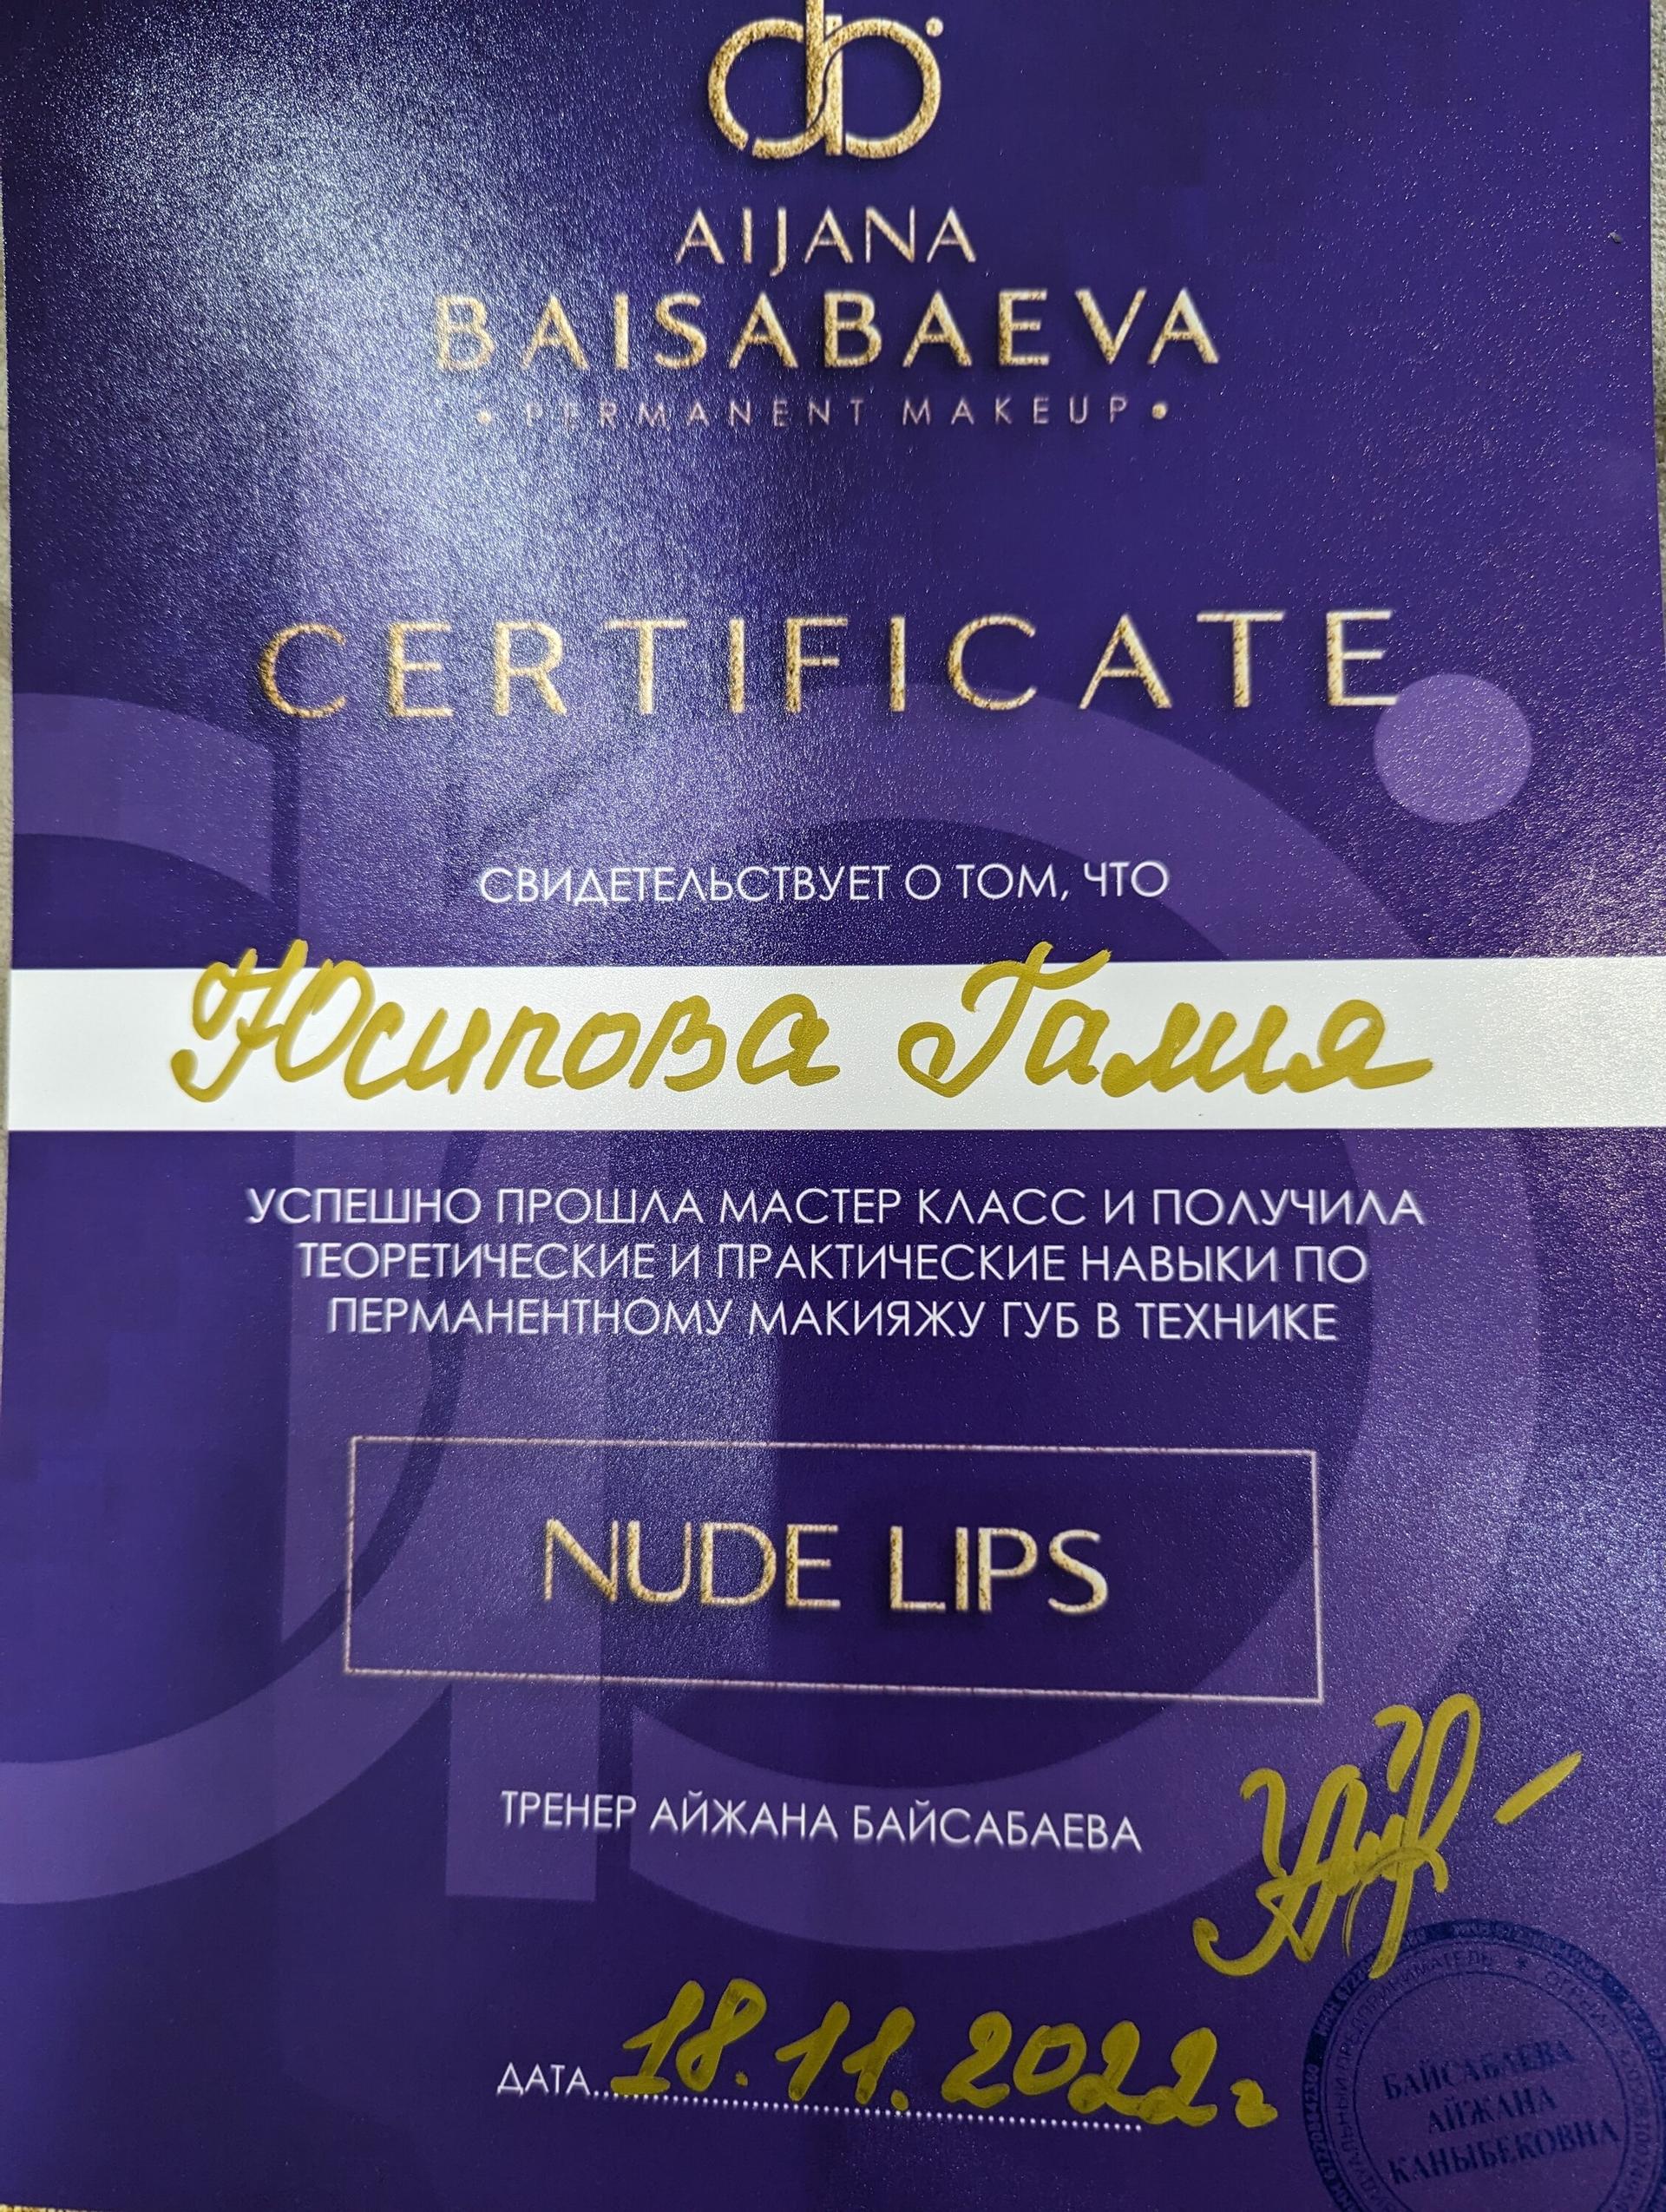 AIJANA
BAISABAEVA
• PERMANENT MAKEUP •
CERTIFICATE
СВИДЕТЕЛЬСТВУЕТ О ТОМ, ЧТО
Юсипова Галия
УСПЕШНО ПРОШЛА МАСТЕР КЛАСС И ПОЛУЧИЛА
ТЕОРЕТИЧЕСКИЕ И ПРАКТИЧЕСКИЕ НАВЫКИ ПО
ПЕРМАНЕНТНОМУ МАКИЯЖУ ГУБ В ТЕХНИКЕ
NUDE LIPS
ТРЕНЕР АЙЖАНА БАЙСАБАЕВА
ДАТА 18.11.2022г
БАЙСАБАЕВА
АЙЖАНА
КАНЫБЕКОВНА